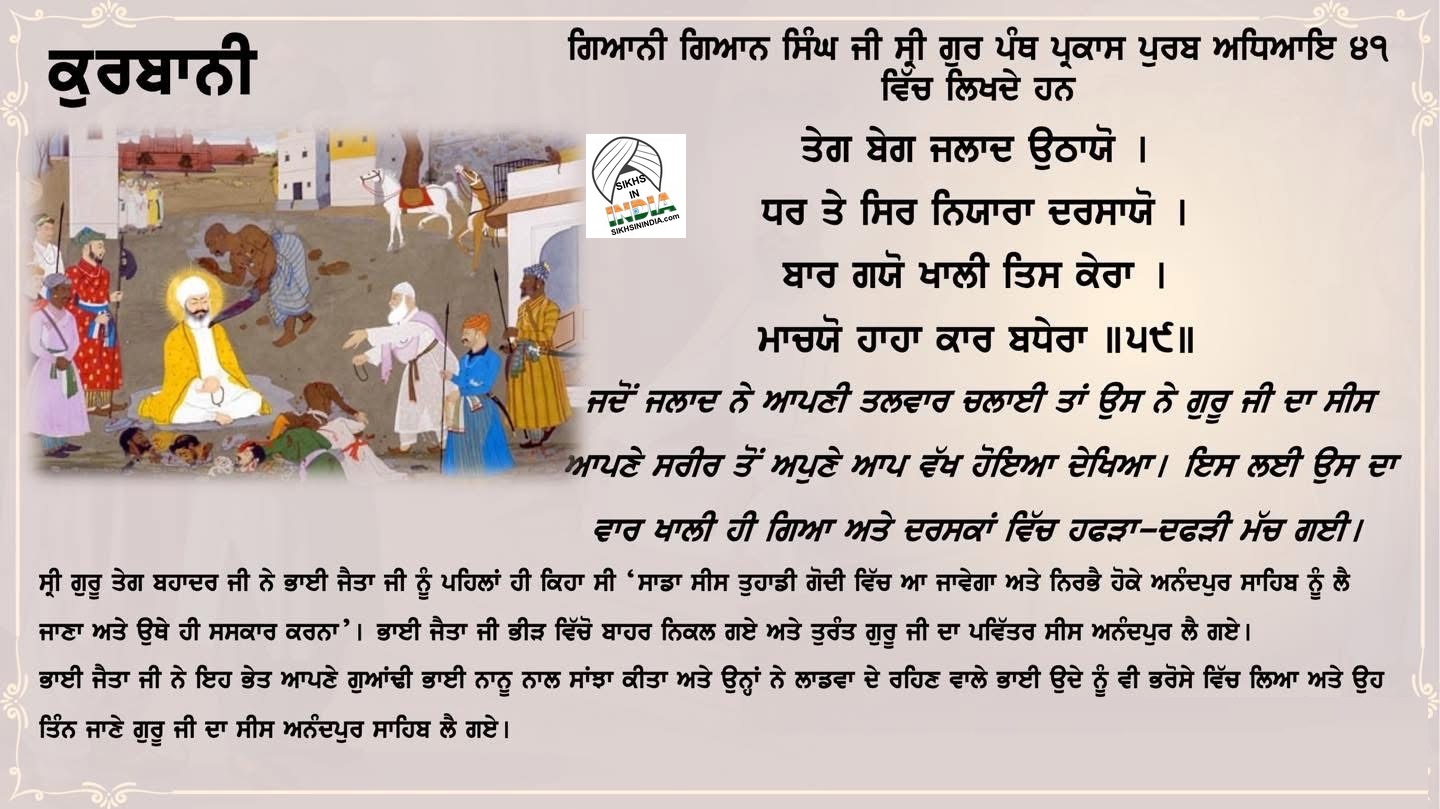 ਕੁਰਬਾਨੀ
ਗਿਆਨੀ ਗਿਆਨ ਸਿੰਘ ਜੀ ਸ੍ਰੀ ਗੁਰ ਪੰਥ ਪ੍ਰਕਾਸ ਪੁਰਬ ਅਧਿਆਇ ੪੧
ਵਿੱਚ ਲਿਖਦੇ ਹਨ
ਤੇਗ ਬੇਗ ਜਲਾਦ ਉਠਾਯੋ ।
ਧਰ ਤੇ ਸਿਰ ਨਿਯਾਰਾ ਦਰਸਾਯੋ ।
ਬਾਰ ਗਯੋ ਖਾਲੀ ਤਿਸ ਕੇਰਾ ।
ਮਾਚਯੋ ਹਾਹਾ ਕਾਰ ਬਧੇਰਾ ॥੫੯॥
SIKHS
IN
INDIA
SIKHSININDIA.com
ਜਦੋਂ ਜਲਾਦ ਨੇ ਆਪਣੀ ਤਲਵਾਰ ਚਲਾਈ ਤਾਂ ਉਸ ਨੇ ਗੁਰੂ ਜੀ ਦਾ ਸੀਸ
ਆਪਣੇ ਸਰੀਰ ਤੋਂ ਅਪੁਣੇ ਆਪ ਵੱਖ ਹੋਇਆ ਦੇਖਿਆ। ਇਸ ਲਈ ਉਸ ਦਾ
ਵਾਰ ਖਾਲੀ ਹੀ ਗਿਆ ਅਤੇ ਦਰਸਕਾਂ ਵਿੱਚ ਹਫੜਾ-ਦਫੜੀ ਮੱਚ ਗਈ।
ਸ੍ਰੀ ਗੁਰੂ ਤੇਗ ਬਹਾਦਰ ਜੀ ਨੇ ਭਾਈ ਜੈਤਾ ਜੀ ਨੂੰ ਪਹਿਲਾਂ ਹੀ ਕਿਹਾ ਸੀ ‘ਸਾਡਾ ਸੀਸ ਤੁਹਾਡੀ ਗੋਦੀ ਵਿੱਚ ਆ ਜਾਵੇਗਾ ਅਤੇ ਨਿਰਭੈ ਹੋਕੇ ਅਨੰਦਪੁਰ ਸਾਹਿਬ ਨੂੰ ਲੈ
ਜਾਣਾ ਅਤੇ ਉਥੇ ਹੀ ਸਸਕਾਰ ਕਰਨਾ’। ਭਾਈ ਜੈਤਾ ਜੀ ਭੀੜ ਵਿੱਚੋ ਬਾਹਰ ਨਿਕਲ ਗਏ ਅਤੇ ਤੁਰੰਤ ਗੁਰੂ ਜੀ ਦਾ ਪਵਿੱਤਰ ਸੀਸ ਅਨੰਦਪੁਰ ਲੈ ਗਏ।
ਭਾਈ ਜੈਤਾ ਜੀ ਨੇ ਇਹ ਭੇਤ ਆਪਣੇ ਗੁਆਂਢੀ ਭਾਈ ਨਾਨੂ ਨਾਲ ਸਾਂਝਾ ਕੀਤਾ ਅਤੇ ਉਨ੍ਹਾਂ ਨੇ ਲਾਡਵਾ ਦੇ ਰਹਿਣ ਵਾਲੇ ਭਾਈ ਉਦੇ ਨੂੰ ਵੀ ਭਰੋਸੇ ਵਿੱਚ ਲਿਆ ਅਤੇ ਉਹ
ਤਿੰਨ ਜਾਣੇ ਗੁਰੂ ਜੀ ਦਾ ਸੀਸ ਅਨੰਦਪੁਰ ਸਾਹਿਬ ਲੈ ਗਏ।